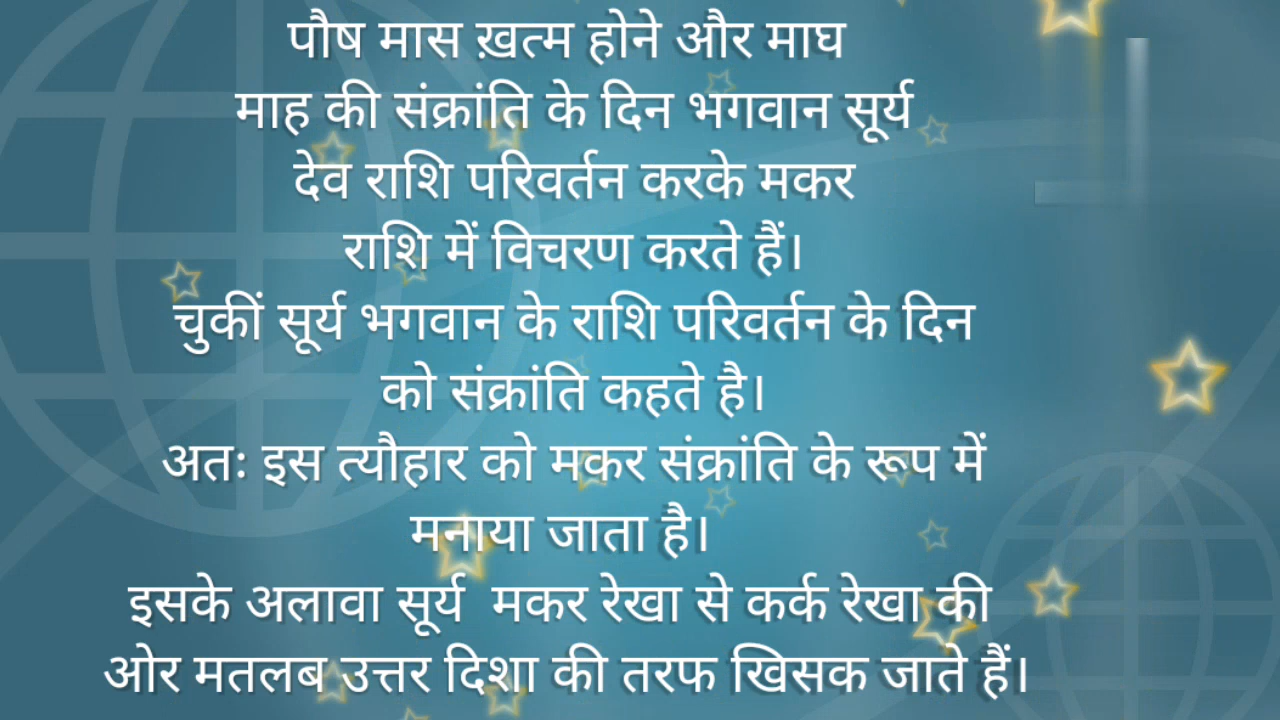 पौष मास ख़त्म होने और माघ
माह की संक्रांति के दिन भगवान सूर्य
देव राशि परिवर्तन करके मकर
राशि में विचरण करते हैं।
चुकीं सूर्य भगवान के राशि परिवर्तन के दिन
को संक्रांति कहते है।
अतः इस त्यौहार को मकर संक्रांति के रूप में
मनाया जाता है।
इसके अलावा सूर्य  मकर रेखा से कर्क रेखा की
ओर मतलब उत्तर दिशा की तरफ खिसक जाते हैं।